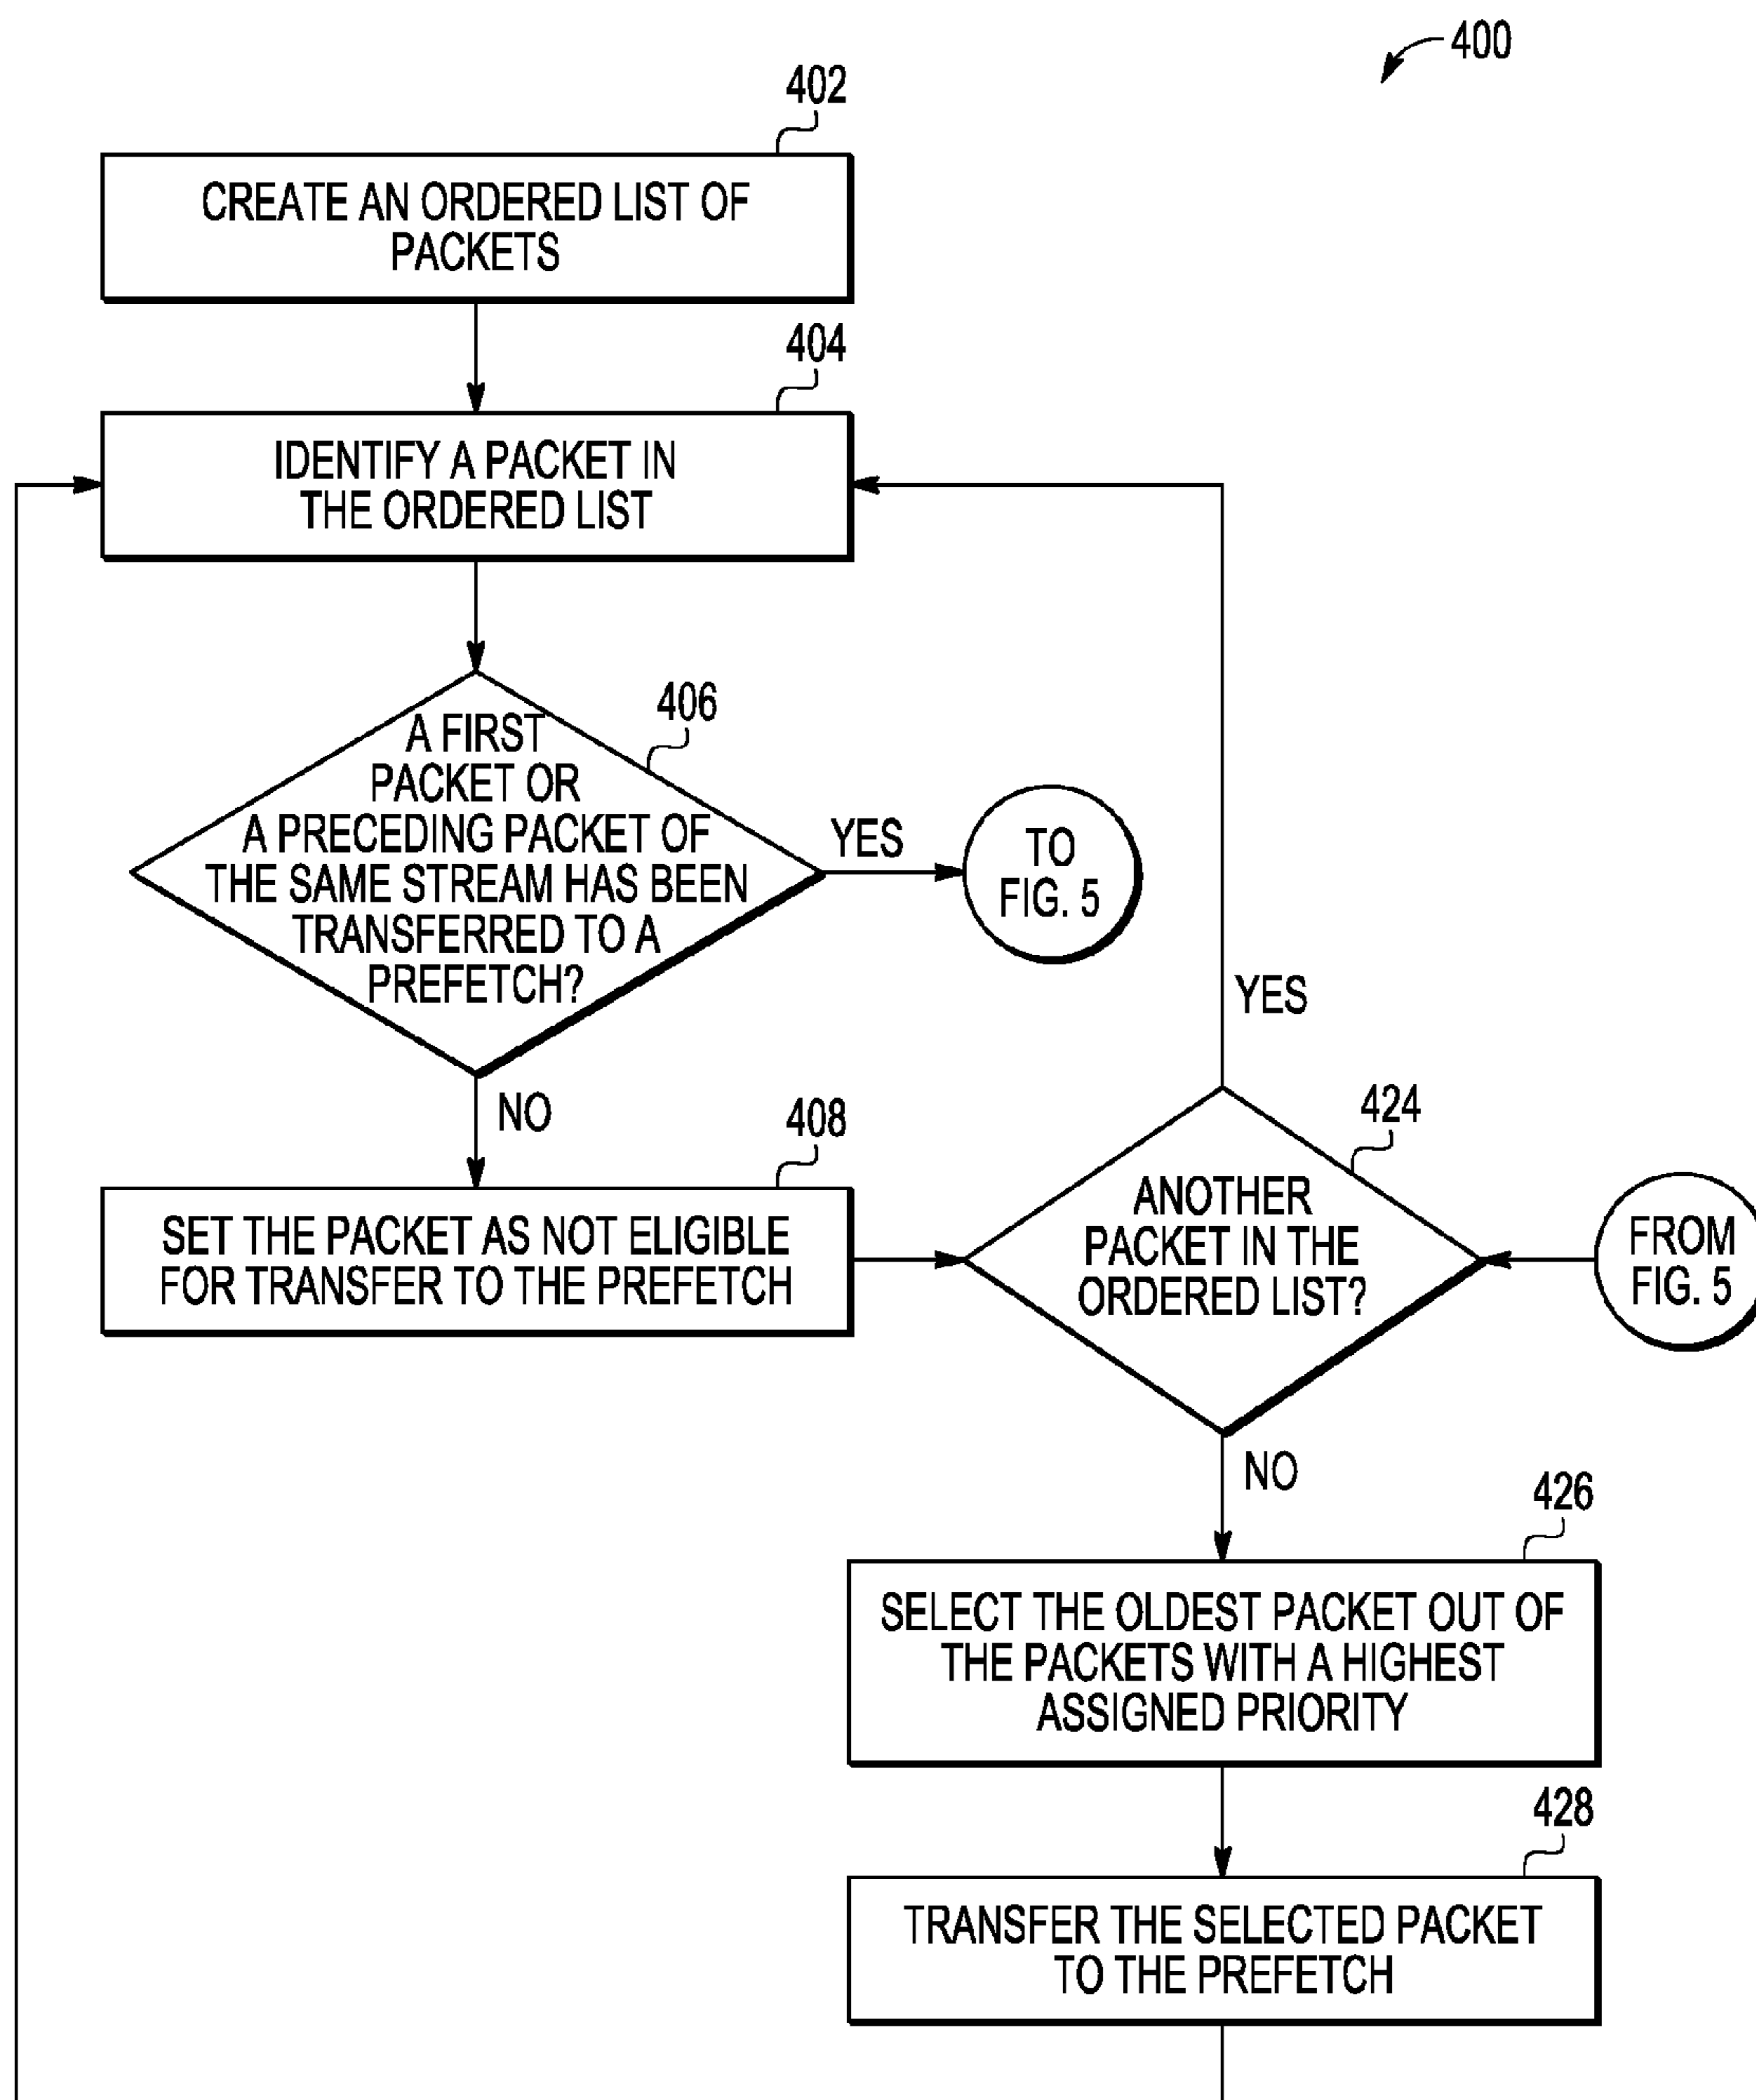 400
402
CREATE AN ORDERED LIST OF
PACKETS
404
IDENTIFY A PACKET IN
THE ORDERED LIST
406
A FIRST
PACKET OR
A PRECEDING PACKET OF
THE SAME STREAM HAS BEEN
TRANSFERRED TO A
PREFETCH?
YES
TO
FIG. 5
YES
NO
408
SET THE PACKET AS NOT ELIGIBLE
FOR TRANSFER TO THE PREFETCH
424
ANOTHER
PACKET IN THE
ORDERED LIST?
FROM
FIG. 5
NO
426
SELECT THE OLDEST PACKET OUT OF
THE PACKETS WITH A HIGHEST
ASSIGNED PRIORITY
428
TRANSFER THE SELECTED PACKET
TO THE PREFETCH